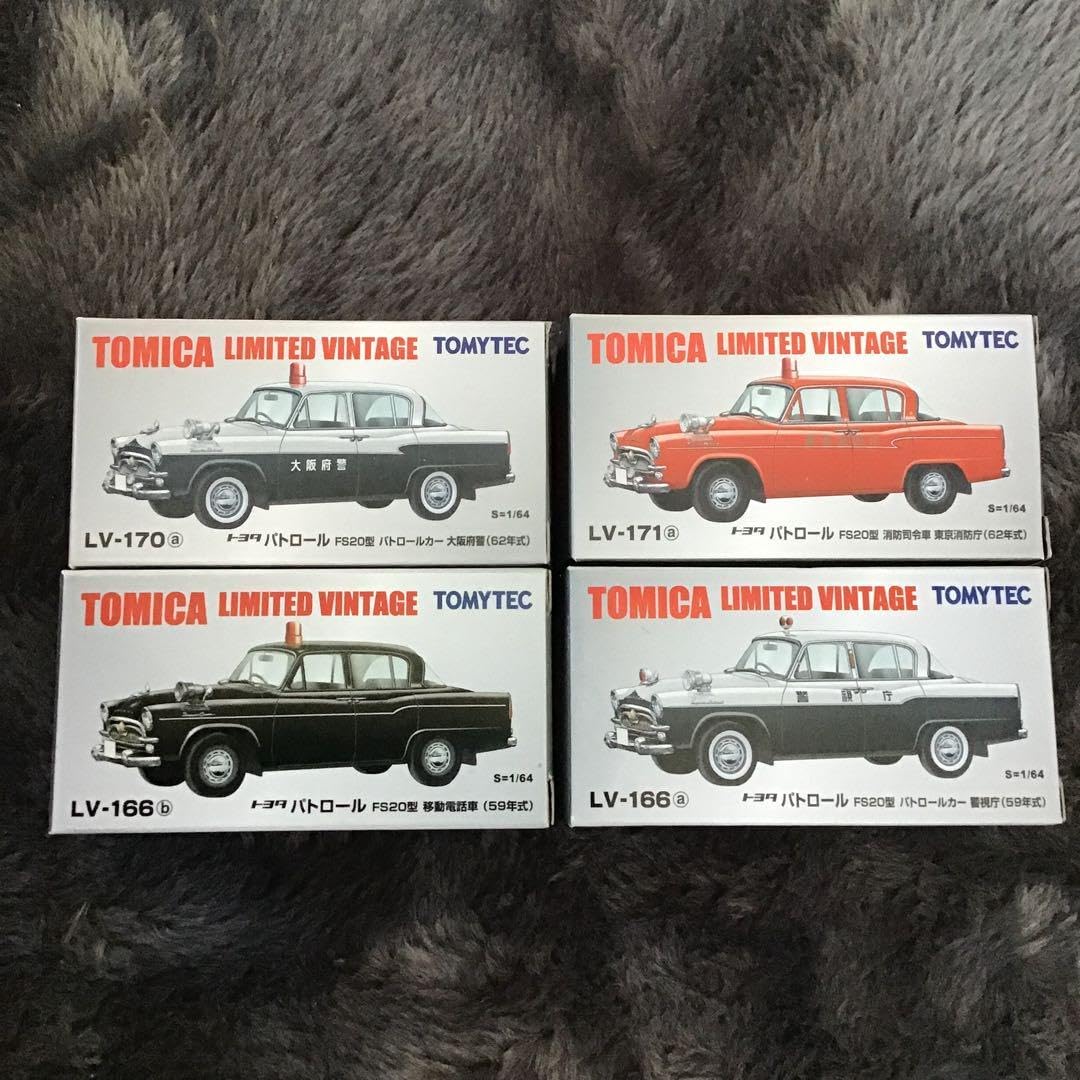 TOMICA LIMITED VINTAGE TOMYTEC
大阪府警
S=1/64
LV-170ⓐ トヨタ パトロール FS20型 パトロールカー 大阪府警(62年式)
TOMICA LIMITED VINTAGE TOMYTEC
S=1/64
LV-171ⓐ トヨタ パトロール FS20型 消防司令車 東京消防庁(62年式)
TOMICA LIMITED VINTAGE TOMYTEC
S=1/64
LV-166ⓑ トヨタ パトロール FS20型 移動電話車 (59年式)
TOMICA LIMITED VINTAGE TOMYTEC
警視庁
S=1/64
LV-166ⓐ トヨタ パトロール FS20型 パトロールカー 警視庁(59年式)